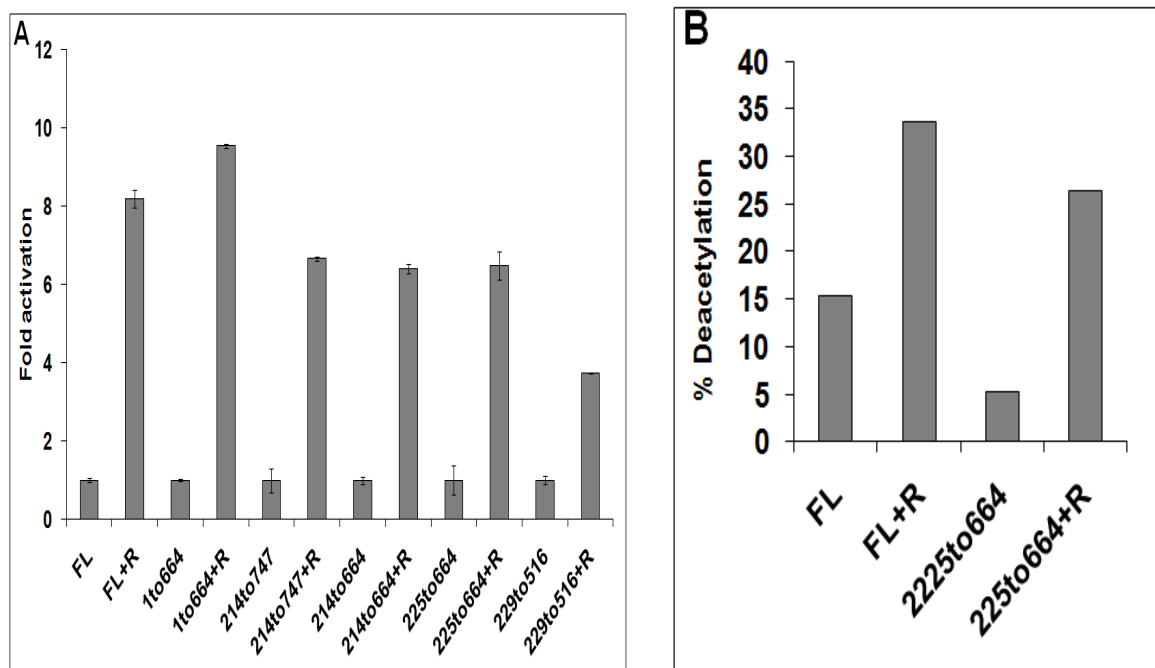 A
Fold activation
12
10
8
6
4
2
0
FL
FL+R
1to664
1to664+R
214to747
214to747+R
214to664
214to664+R
225to664
225to664+R
229to516
229to516+R
B
% Deacetylation
40
35
30
25
20
15
10
5
0
FL
FL+R
2225to664
225to664+R